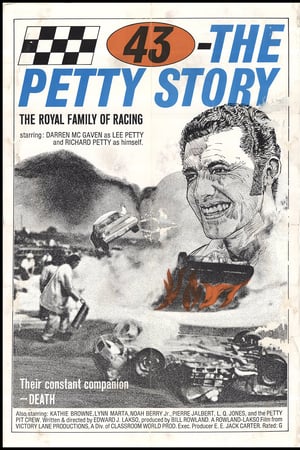 43-THE
PETTY STORY
THE ROYAL FAMILY OF RACING
starring: DARREN MC GAVEN as LEE PETTY
and RICHARD PETTY as himself.
Their constant companion
—DEATH
Also starring: KATHIE BROWNE, LYNN MARTA, NOAH BERRY Jr., PIERRE JALBERT, L. Q. JONES, and the PETTY
PIT CREW. Written & directed by EDWARD J. LAKSO, produced by BILL ROWLAND. A ROWLAND-LAKSO Film from
VICTORY LANE PRODUCTIONS, A Div. of CLASSROOM WORLD PROD. Exec. Producer E. E. JACK CARTER. Rated: G